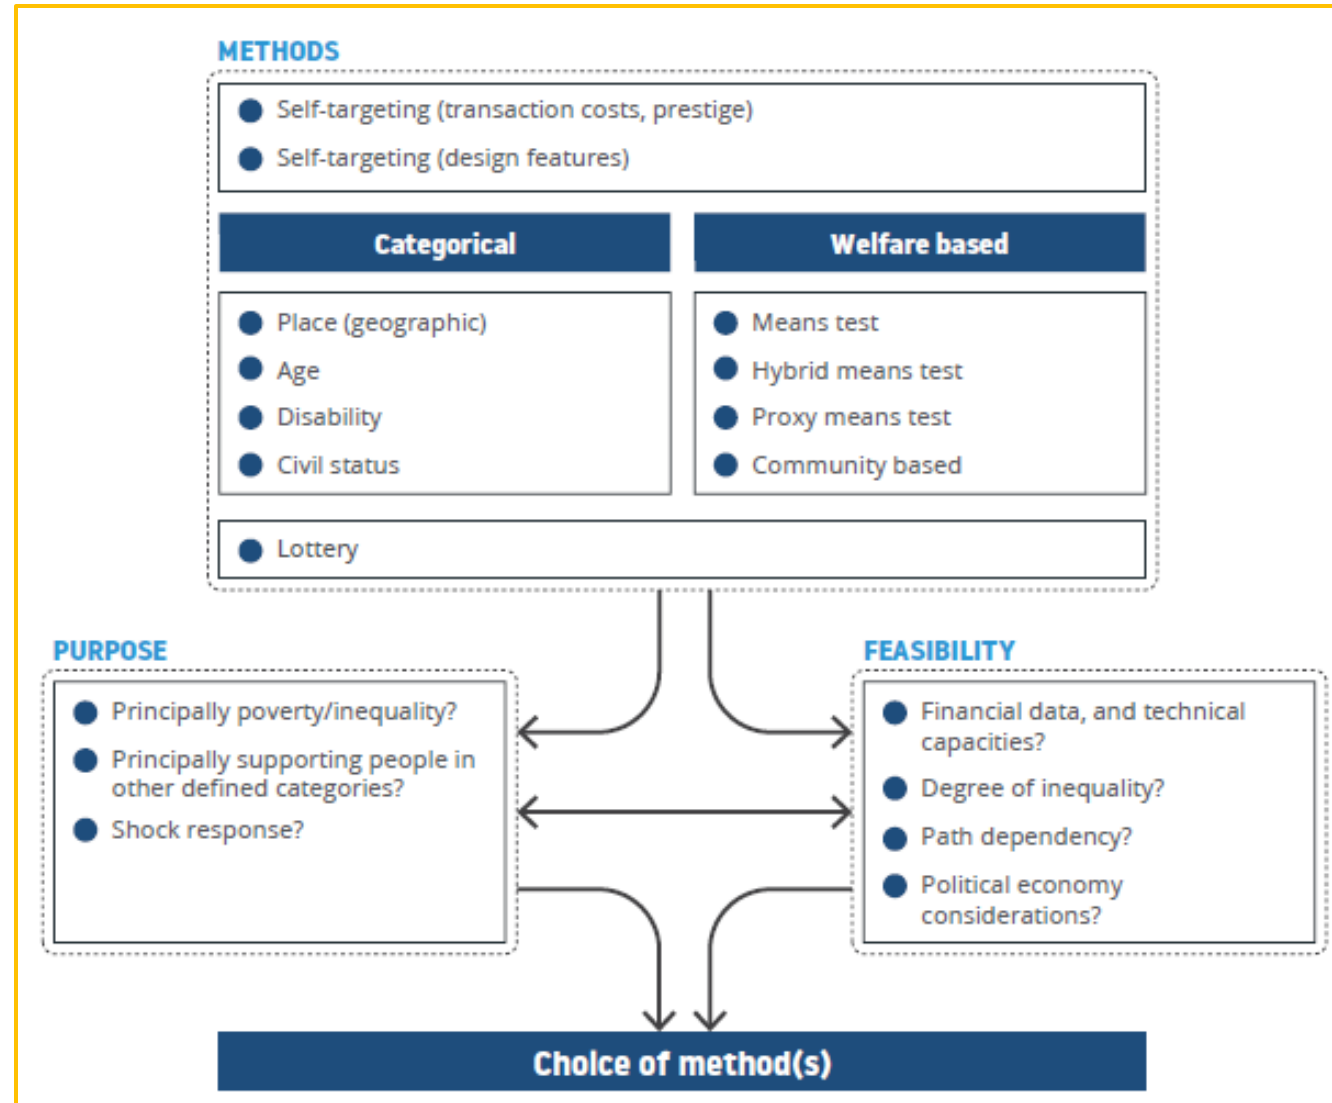 METHODS
Self-targeting (transaction costs, prestige)
Self-targeting (design features)
Categorical
Place (geographic)
Age
Disability
Civil status
Welfare based
Means test
Hybrid means test
Proxy means test
Community based
Lottery
PURPOSE
Principally poverty/inequality?
Principally supporting people in
other defined categories?
Shock response?
FEASIBILITY
Financial data, and technical
capacities?
Degree of inequality?
Path dependency?
Political economy
considerations?
Choice of method(s)